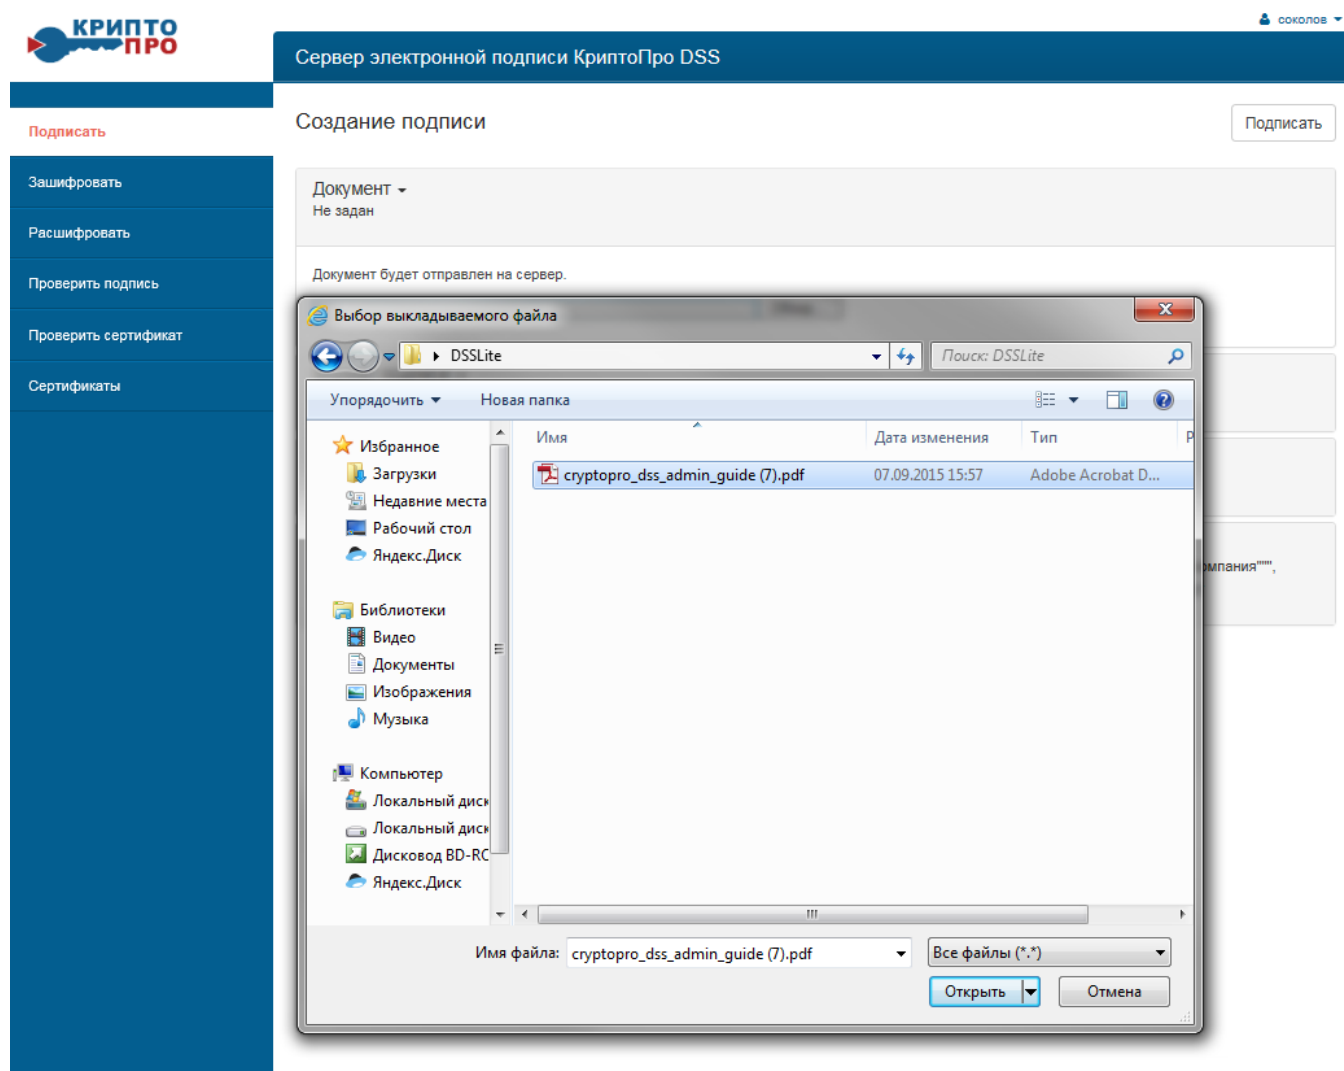 КРИПТО
ПРО
соколов
Сервер электронной подписи КриптоПро DSS
Подписать
Зашифровать
Расшифровать
Проверить подпись
Проверить сертификат
Сертификаты
Создание подписи
Подписать
Документ
Не задан
Документ будет отправлен на сервер.
Выбор выкладываемого файла
DSSLite
Поиск: DSSLite
Упорядочить
Новая папка
Избранное
Загрузки
Недавние места
Рабочий стол
Яндекс.Диск
Библиотеки
Видео
Документы
Изображения
Музыка
Компьютер
Локальный диск
Локальный диск
Дисковод BD-RC
Яндекс.Диск
Имя
Дата изменения
Тип
Р
cryptopro_dss_admin_guide (7).pdf
07.09.2015 15:57
Adobe Acrobat D...
омпания""",
Имя файла:
cryptopro_dss_admin_guide (7).pdf
Все файлы (*.*)
Открыть
Отмена